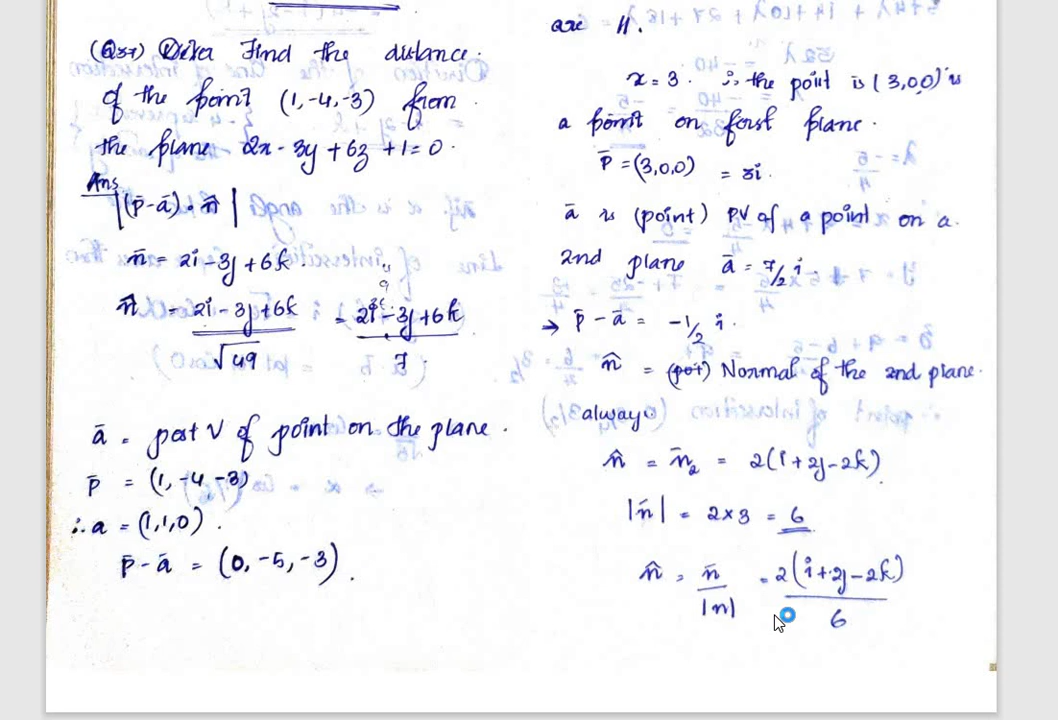 (Qst) Find the distance
of the point (1,-4,-3) from
the plane 2x - 3y + 6z + 1 = 0.
Ans
|(p̄-ā)·n̂|
n̄ = 2i - 3j + 6k.
n̂ = 2i - 3j + 6k / √49 = 2i - 3j + 6k / 7
ā = post V of point on the plane.
p̄ = (1, -4 -3)
∴ a = (1,1,0).
p̄ - ā = (0, -5, -3).
are 11.
x = 3. ∴ the point is (3,0,0) is
a point on first plane.
p̄ = (3,0,0) = 3i.
ā is (point) PV of a point on a
2nd plane ā = 7/2 i
→ p̄ - ā = -1/2 i.
n̂ = Normal of the 2nd plane.
always
n̂ = n̄₂ = 2(i+2j-2k)
|n̄| = 2×3 = 6
n̂ = n̄ / |n| = 2(i+2j-2k) / 6